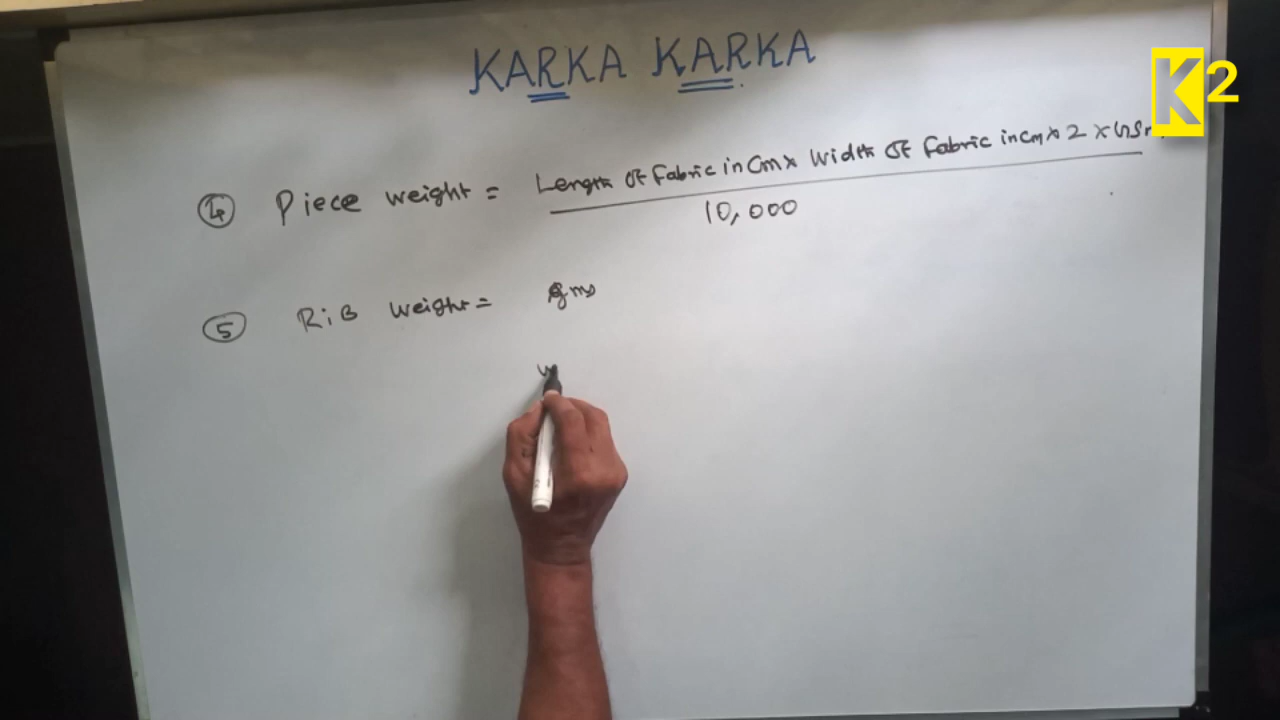 KARKA KARKA
K2
④ Piece weight = Length of fabric in Cm x Width of fabric in Cm x 2 x GSM
10,000
⑤ RiB weight = gms
w